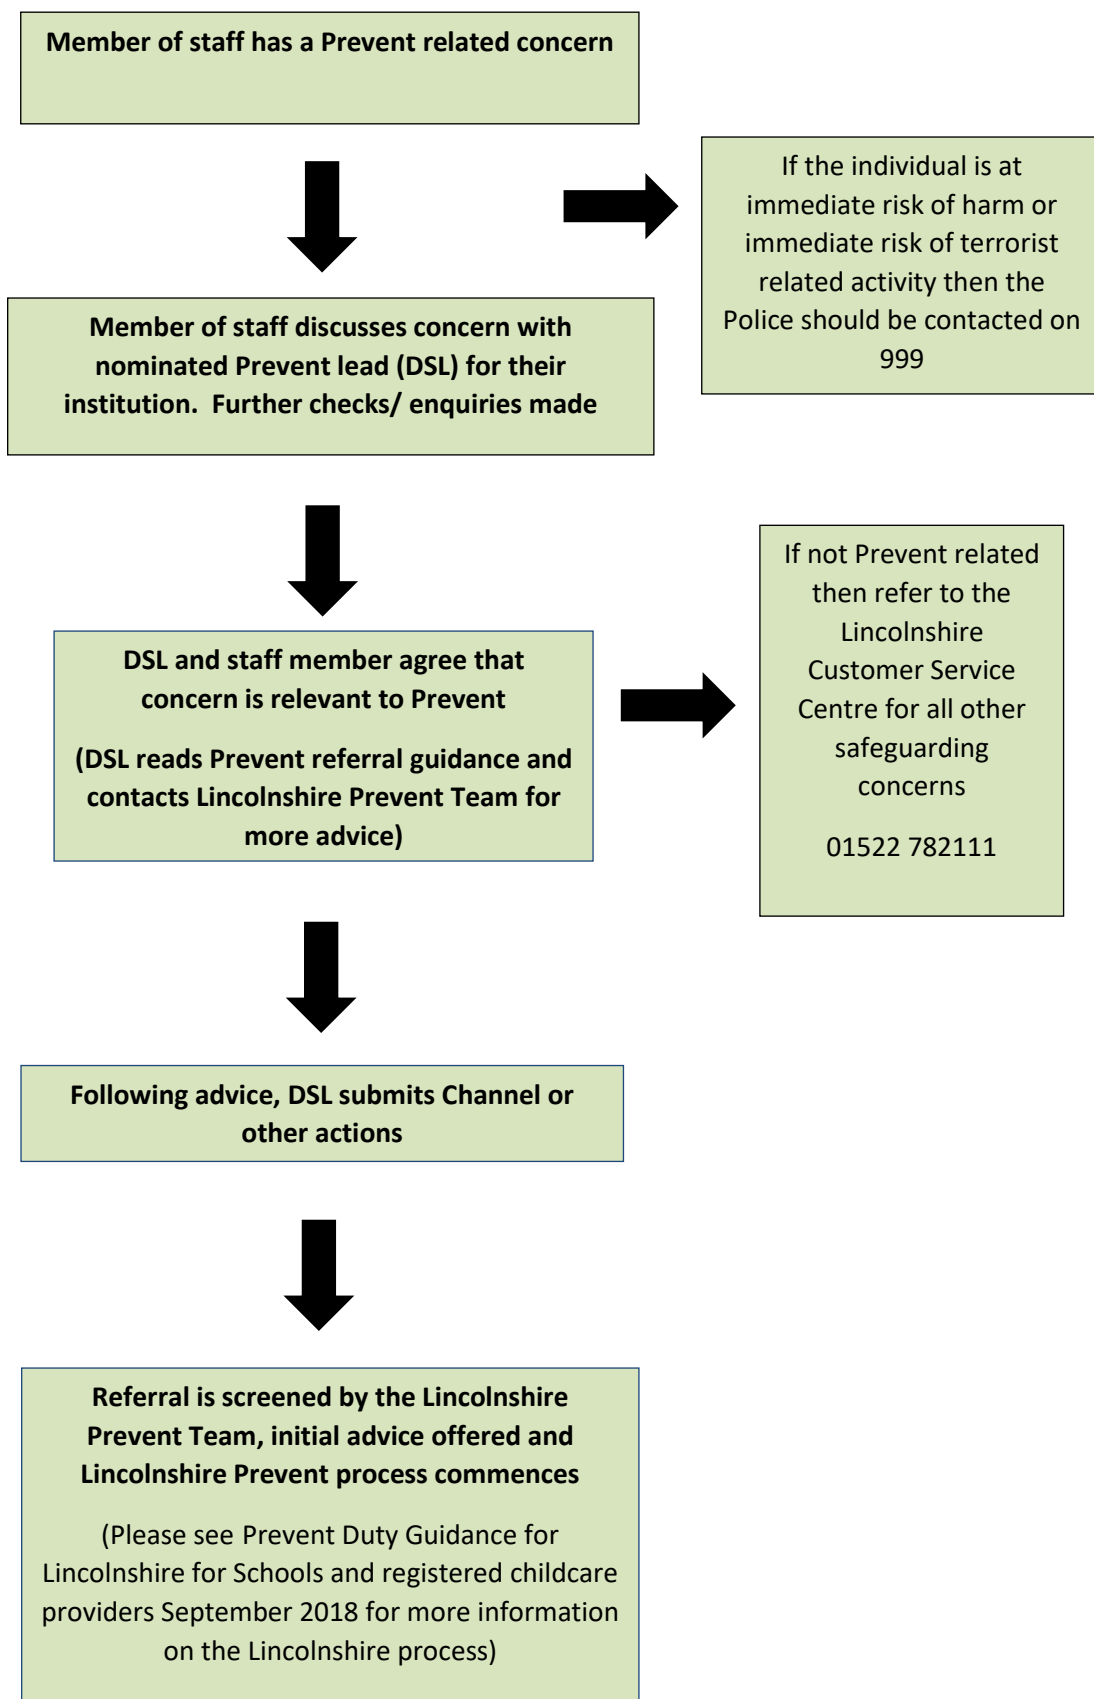 Member of staff has a Prevent related concern
If the individual is at
immediate risk of harm or
immediate risk of terrorist
related activity then the
Police should be contacted on
999
Member of staff discusses concern with
nominated Prevent lead (DSL) for their
institution.  Further checks/ enquiries made
If not Prevent related
then refer to the
Lincolnshire
Customer Service
Centre for all other
safeguarding
concerns
01522 782111
DSL and staff member agree that
concern is relevant to Prevent
(DSL reads Prevent referral guidance and
contacts Lincolnshire Prevent Team for
more advice)
Following advice, DSL submits Channel or
other actions
Referral is screened by the Lincolnshire
Prevent Team, initial advice offered and
Lincolnshire Prevent process commences
(Please see Prevent Duty Guidance for
Lincolnshire for Schools and registered childcare
providers September 2018 for more information
on the Lincolnshire process)